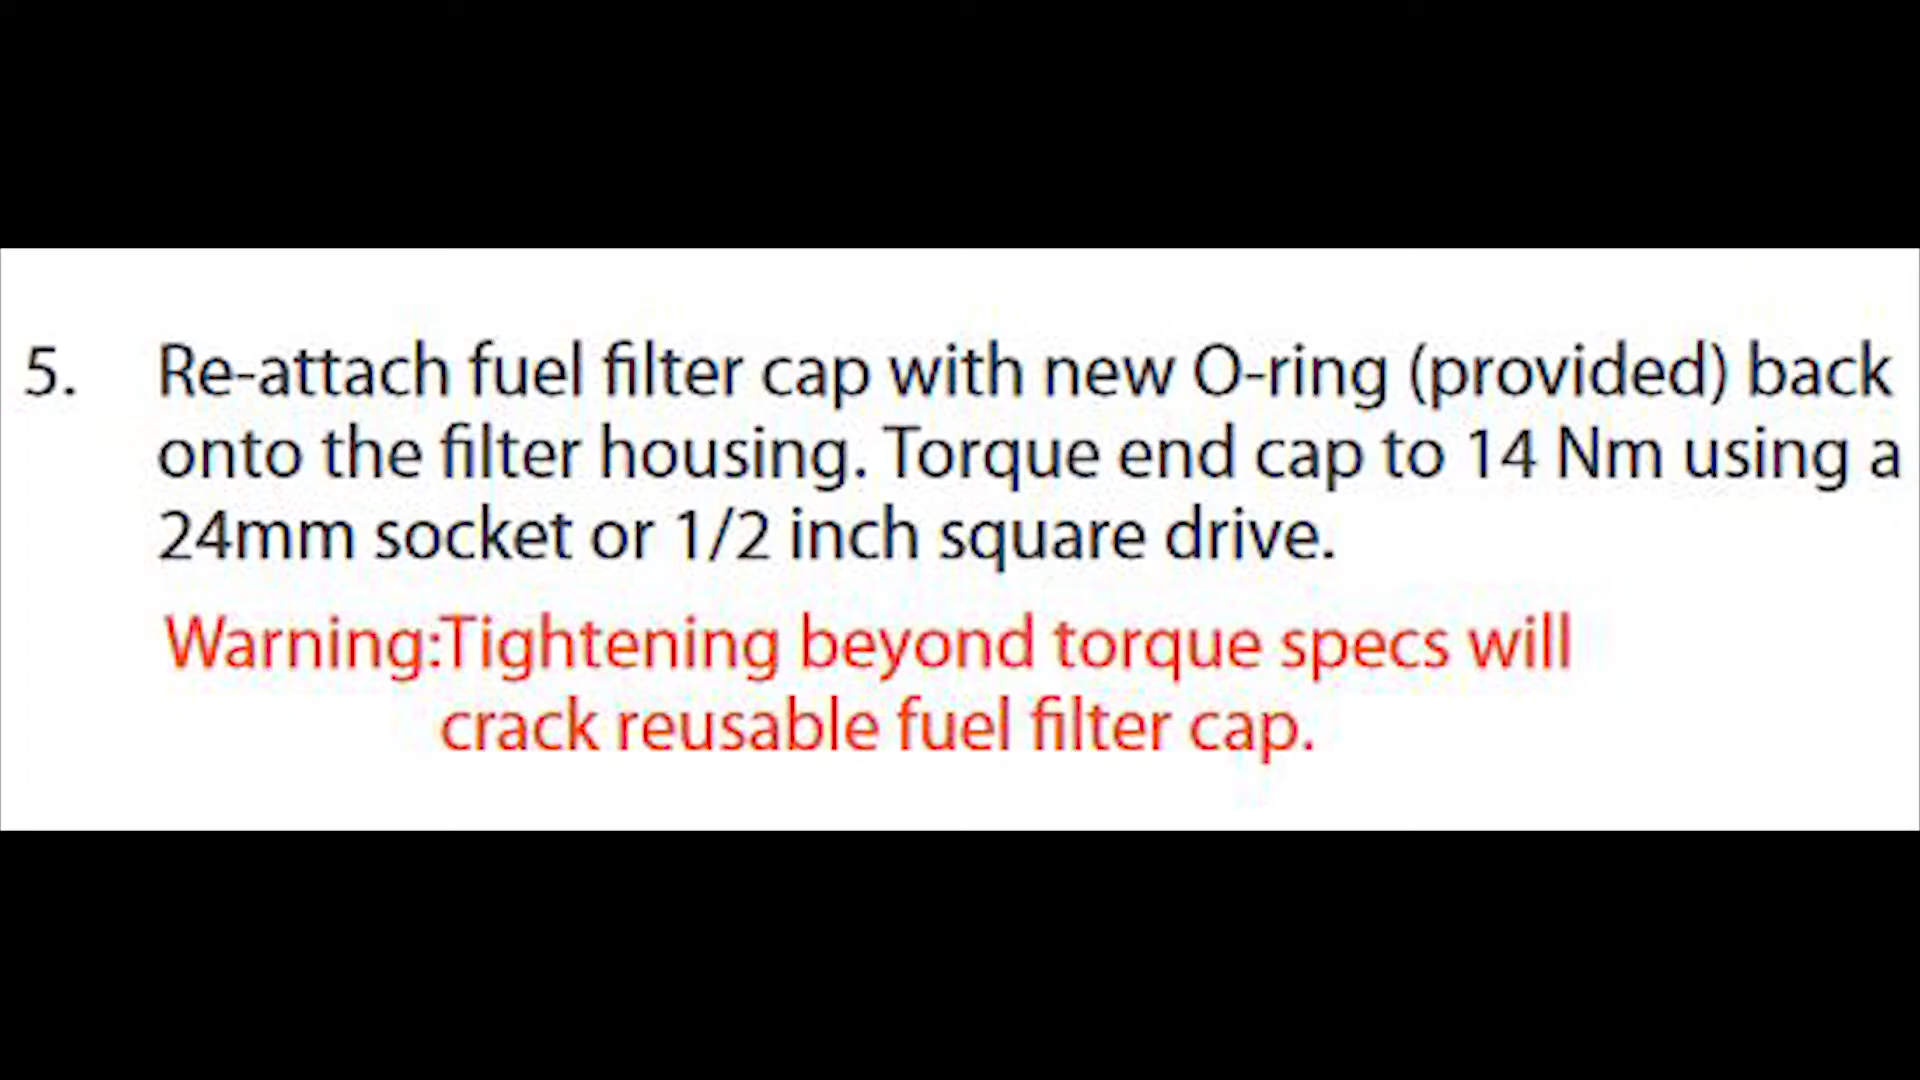 5. Re-attach fuel filter cap with new O-ring (provided) back
onto the filter housing. Torque end cap to 14 Nm using a
24mm socket or 1/2 inch square drive.
Warning:Tightening beyond torque specs will
crack reusable fuel filter cap.